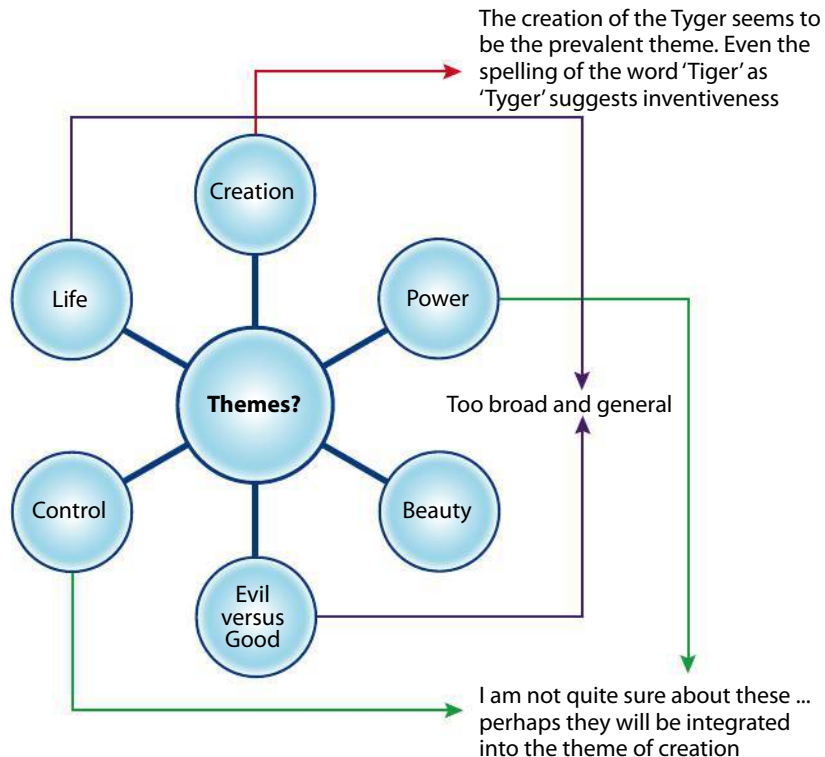 The creation of the Tyger seems to
be the prevalent theme. Even the
spelling of the word ‘Tiger’ as
‘Tyger’ suggests inventiveness
Creation
Life
Power
Themes?
Too broad and general
Control
Beauty
Evil
versus
Good
I am not quite sure about these ...
perhaps they will be integrated
into the theme of creation